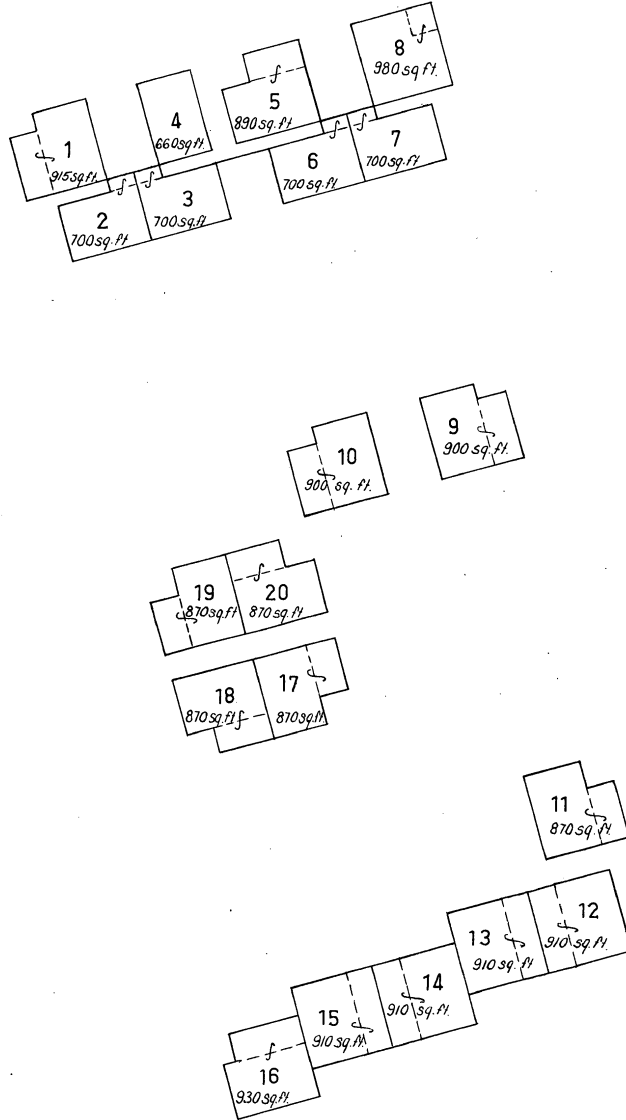 8
980 sq ft.
5
890 sq. ft
4
660 sq.ft.
1
915 sq ft.
7
700 sq. ft.
6
700 sq. ft.
3
700 sq.ft
2
700 sq. ft
9
900 sq. ft.
10
900 sq. ft.
19
870 sq. ft
20
870 sq. ft.
17
870 sq.ft.
18
870 sq. ft
11
870 sq. ft.
12
910 sq. ft.
13
910 sq. ft.
14
910 sq. ft.
15
910 sq. ft.
16
930 sq. ft.